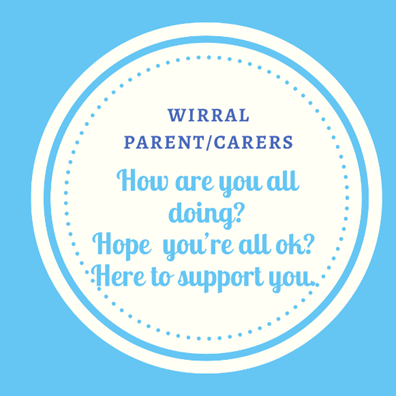 WIRRAL
PARENT/CARERS
How are you all
doing?
Hope you're all ok?
Here to support you..